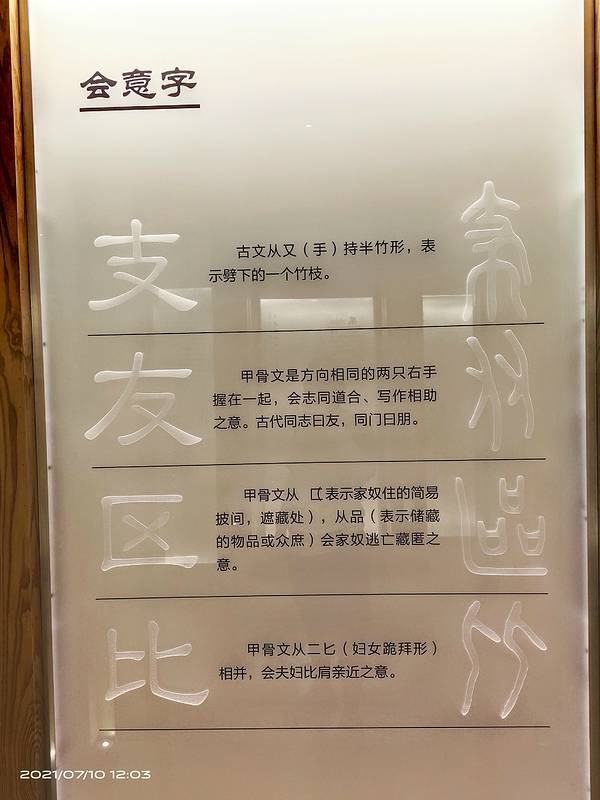 会意字
支
古文从又（手）持半竹形，表
示劈下的一个竹枝。
友
甲骨文是方向相同的两只右手
握在一起，会志同道合、写作相助
之意。古代同志曰友，同门曰朋。
区
甲骨文从 匚表示家奴住的简易
披间，遮藏处），从品（表示储藏
的物品或众庶）会家奴逃亡藏匿之
意。
比
甲骨文从二匕（妇女跪拜形）
相并，会夫妇比肩亲近之意。
2021/07/10 12:03